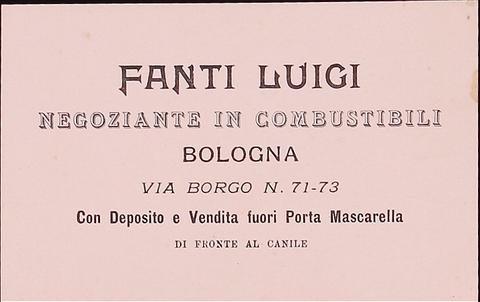 FANTI LUIGI
NEGOZIANTE IN COMBUSTIBILI
BOLOGNA
VIA BORGO N. 71-73
Con Deposito e Vendita fuori Porta Mascarella
DI FRONTE AL CANILE